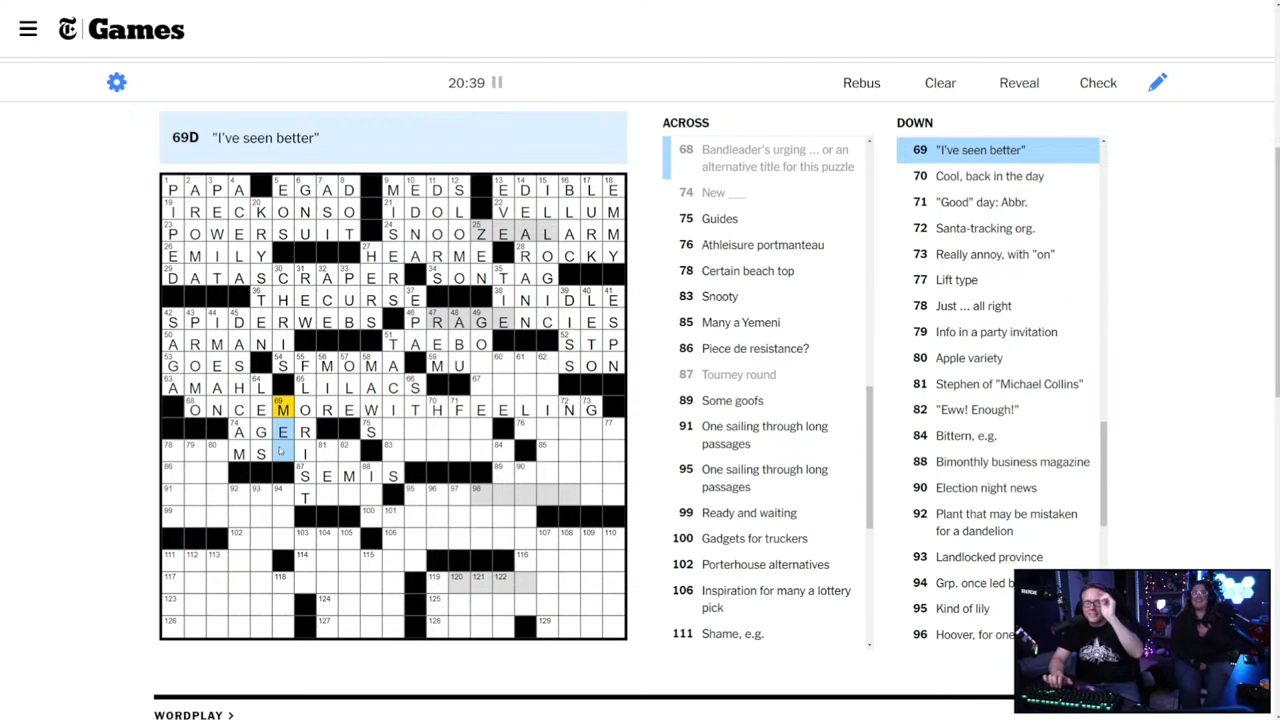 Games
20:39
Rebus
Clear
Reveal
Check
69D "I've seen better"
ACROSS
68 Bandleader's urging ... or an
alternative title for this puzzle
74 New ___
75 Guides
76 Athleisure portmanteau
78 Certain beach top
83 Snooty
85 Many a Yemeni
86 Piece de resistance?
87 Tourney round
89 Some goofs
91 One sailing through long
passages
95 One sailing through long
passages
99 Ready and waiting
100 Gadgets for truckers
102 Porterhouse alternatives
106 Inspiration for many a lottery
pick
111 Shame, e.g.
DOWN
69 "I've seen better"
70 Cool, back in the day
71 "Good" day: Abbr.
72 Santa-tracking org.
73 Really annoy, with "on"
77 Lift type
78 Just ... all right
79 Info in a party invitation
80 Apple variety
81 Stephen of "Michael Collins"
82 "Eww! Enough!"
84 Bittern, e.g.
88 Bimonthly business magazine
90 Election night news
92 Plant that may be mistaken
for a dandelion
93 Landlocked province
94 Grp. once led b
95 Kind of lily
96 Hoover, for one
PAPA EGAD MEDS EDIBLE
IRECKONSO IDOL VELLUM
POWERSUIT SNOOZEALARM
EMILY HEARME ROCKY
DATASCRAPER SONTAG
THECURSE INIDLE
SPIDERWEBS PRAGENCIES
ARMANI TAEBO STP
GOES SFMOMA MU SON
AMAHL LILACS
ONCEMOREWITHFEELING
AGER S
MS I
SEMIS
T
WORDPLAY >